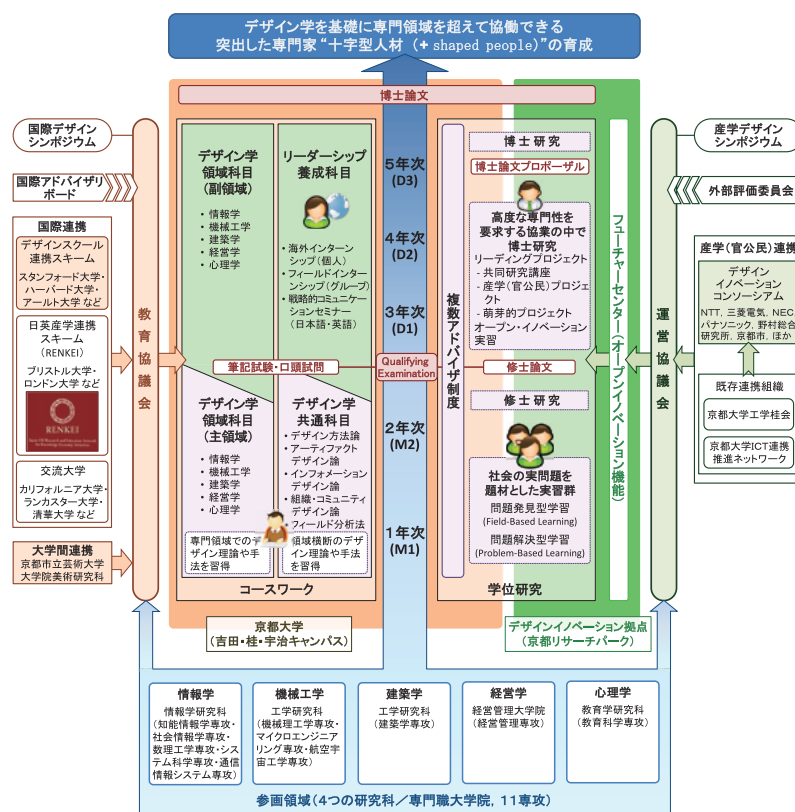 デザイン学を基礎に専門領域を超えて協働できる
突出した専門家“十字型人材 （+ shaped people）”の育成
博士論文
国際デザイン
シンポジウム
国際アドバイザリ
ボード
国際連携
デザインスクール
連携スキーム
スタンフォード大学・
ハーバード大学・
アールト大学 など
日英産学連携
スキーム
（RENKEI）
ブリストル大学・
ロンドン大学 など
RENKEI
交流大学
カリフォルニア大学・
ランカスター大学・
清華大学 など
大学間連携
京都市立芸術大学
大学院美術研究科
教育協議会
デザイン学
領域科目
(副領域)
・情報学
・機械工学
・建築学
・経営学
・心理学
リーダーシップ
養成科目
・海外インターン
シップ(個人)
・フィールドインター
ンシップ(グループ)
・戦略的コミュニケー
ションセミナー
(日本語・英語)
筆記試験・口頭試問
Qualifying
Examination
デザイン学
領域科目
(主領域)
・情報学
・機械工学
・建築学
・経営学
・心理学
専門領域でのデ
ザイン理論や手
法を習得
デザイン学
共通科目
・デザイン方法論
・アーティファクト
デザイン論
・インフォメーション
デザイン論
・組織・コミュニティ
デザイン論
・フィールド分析法
領域横断のデ
ザイン理論や手
法を習得
コースワーク
5年次
(D3)
4年次
(D2)
3年次
(D1)
2年次
(M2)
1年次
(M1)
複数アドバイザ制度
博士研究
博士論文プロポーザル
高度な専門性を
要求する協業の中で
博士研究
リーディングプロジェクト
- 共同研究講座
- 産学(官公民)プロジェ
クト
- 萌芽的プロジェクト
オープン・イノベーション
実習
修士論文
修士研究
社会の実問題を
題材とした実習群
問題発見型学習
(Field-Based Learning)
問題解決型学習
(Problem-Based Learning)
学位研究
フューチャーセンター(オープンイノベーション機能)
運営協議会
産学デザイン
シンポジウム
外部評価委員会
産学(官公民)連携
デザイン
イノベーション
コンソーシアム
NTT, 三菱電気, NEC,
パナソニック, 野村総合
研究所, 京都市, ほか
既存連携組織
京都大学工学桂会
京都大学ICT連携
推進ネットワーク
京都大学
(吉田・桂・宇治キャンパス)
デザインイノベーション拠点
(京都リサーチパーク)
情報学
情報学研究科
(知能情報学専攻・
社会情報学専攻・
数理工学専攻・シス
テム科学専攻・通信
情報システム専攻)
機械工学
工学研究科
(機械理工学専攻・
マイクロエンジニア
リング専攻・航空宇
宙工学専攻)
建築学
工学研究科
(建築学専攻)
経営学
経営管理大学院
(経営管理専攻)
心理学
教育学研究科
(教育科学専攻)
参画領域(4つの研究科／専門職大学院, 11専攻)